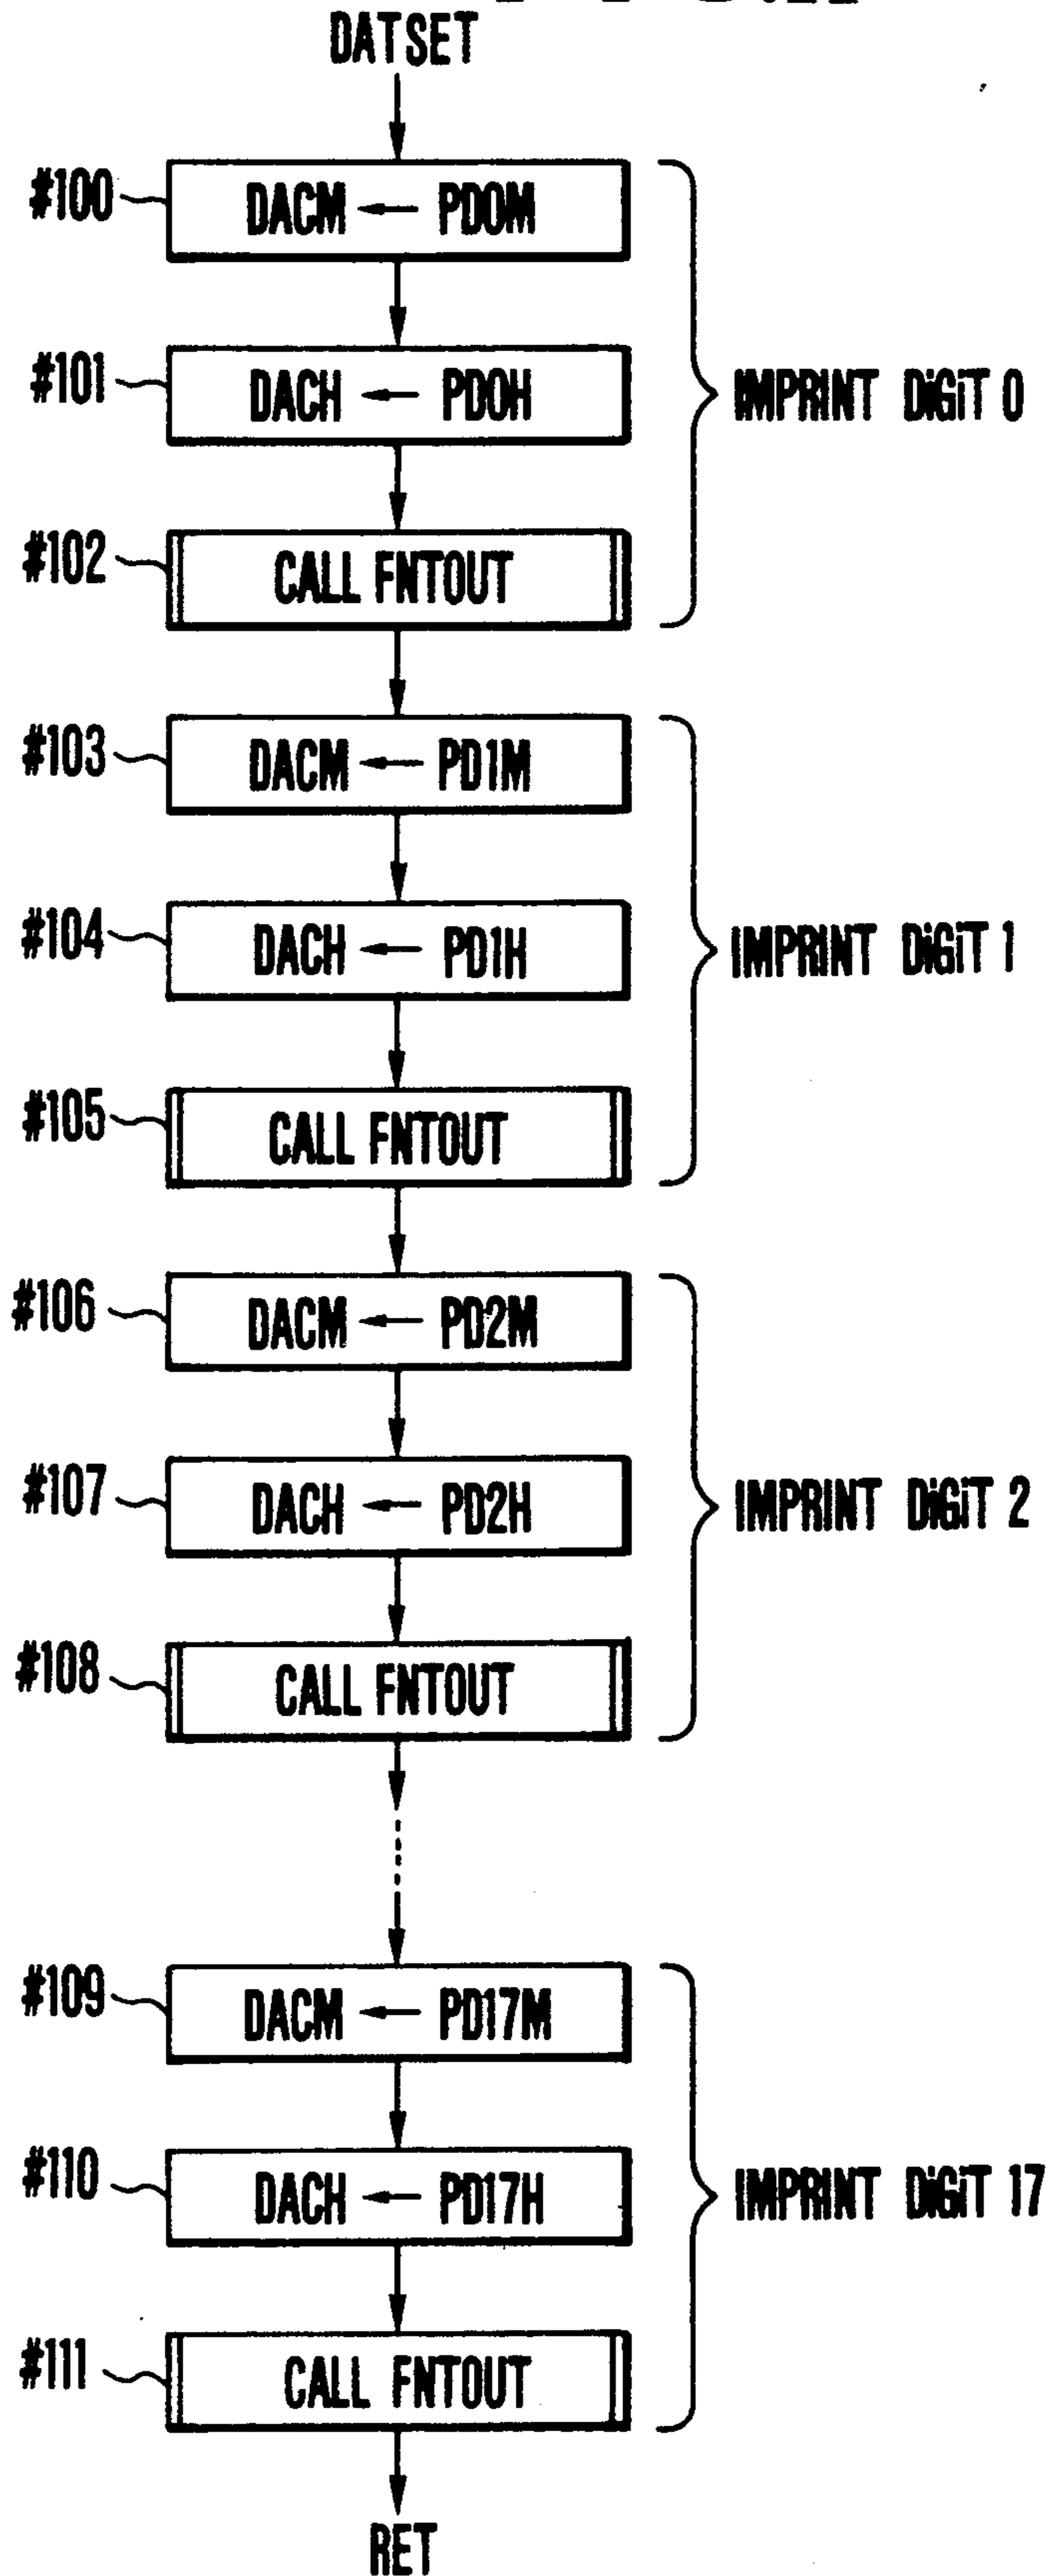 DATSET
#100 DACM ← PD0M
#101 DACH ← PD0H
IMPRINT DiGiT 0
#102 CALL FNTOUT
#103 DACM ← PD1M
#104 DACH ← PD1H
IMPRINT DiGiT 1
#105 CALL FNTOUT
#106 DACM ← PD2M
#107 DACH ← PD2H
IMPRINT DiGiT 2
#108 CALL FNTOUT
#109 DACM ← PD17M
#110 DACH ← PD17H
IMPRINT DiGiT 17
#111 CALL FNTOUT
RET